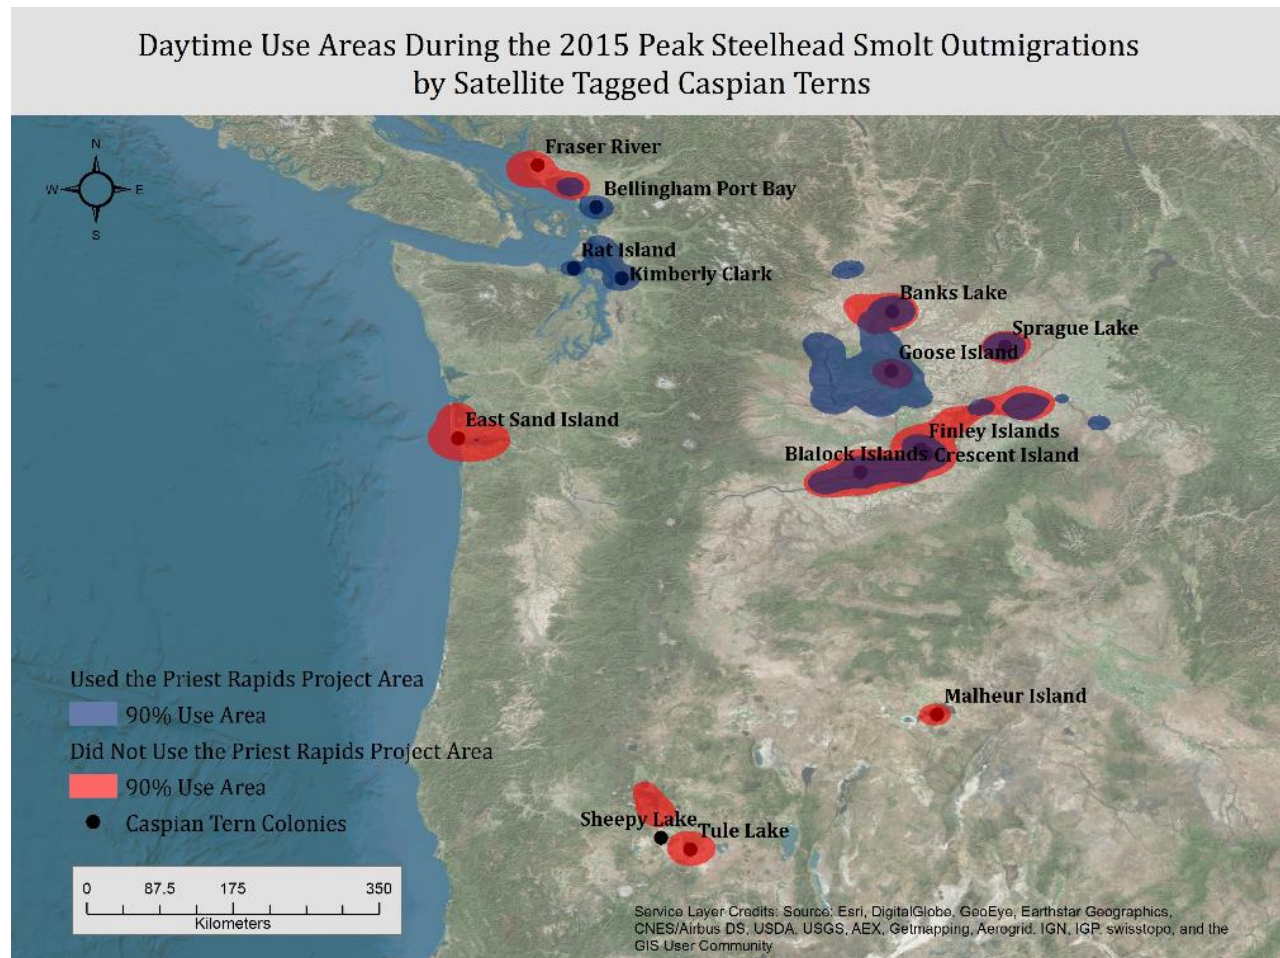 Daytime Use Areas During the 2015 Peak Steelhead Smolt Outmigrations
by Satellite Tagged Caspian Terns
N
W
E
S
Fraser River
Bellingham Port Bay
Rat Island
Kimberly Clark
Banks Lake
Sprague Lake
Goose Island
East Sand Island
Finley Islands
Blalock Islands
Crescent Island
Used the Priest Rapids Project Area
90% Use Area
Did Not Use the Priest Rapids Project Area
90% Use Area
Caspian Tern Colonies
Malheur Island
Sheepy Lake
Tule Lake
0 87.5 175 350
Kilometers
Service Layer Credits: Source: Esri, DigitalGlobe, GeoEye, Earthstar Geographics,
CNES/Airbus DS, USDA, USGS, AEX, Getmapping, Aerogrid, IGN, IGP, swisstopo, and the
GIS User Community